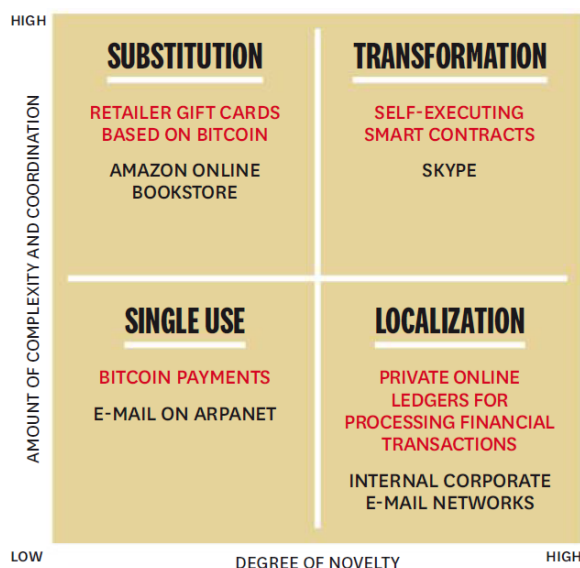 HIGH
SUBSTITUTION
RETAILER GIFT CARDS
BASED ON BITCOIN
AMAZON ONLINE
BOOKSTORE
TRANSFORMATION
SELF-EXECUTING
SMART CONTRACTS
SKYPE
AMOUNT OF COMPLEXITY AND COORDINATION
SINGLE USE
BITCOIN PAYMENTS
E-MAIL ON ARPANET
LOCALIZATION
PRIVATE ONLINE
LEDGERS FOR
PROCESSING FINANCIAL
TRANSACTIONS
INTERNAL CORPORATE
E-MAIL NETWORKS
LOW
DEGREE OF NOVELTY
HIGH